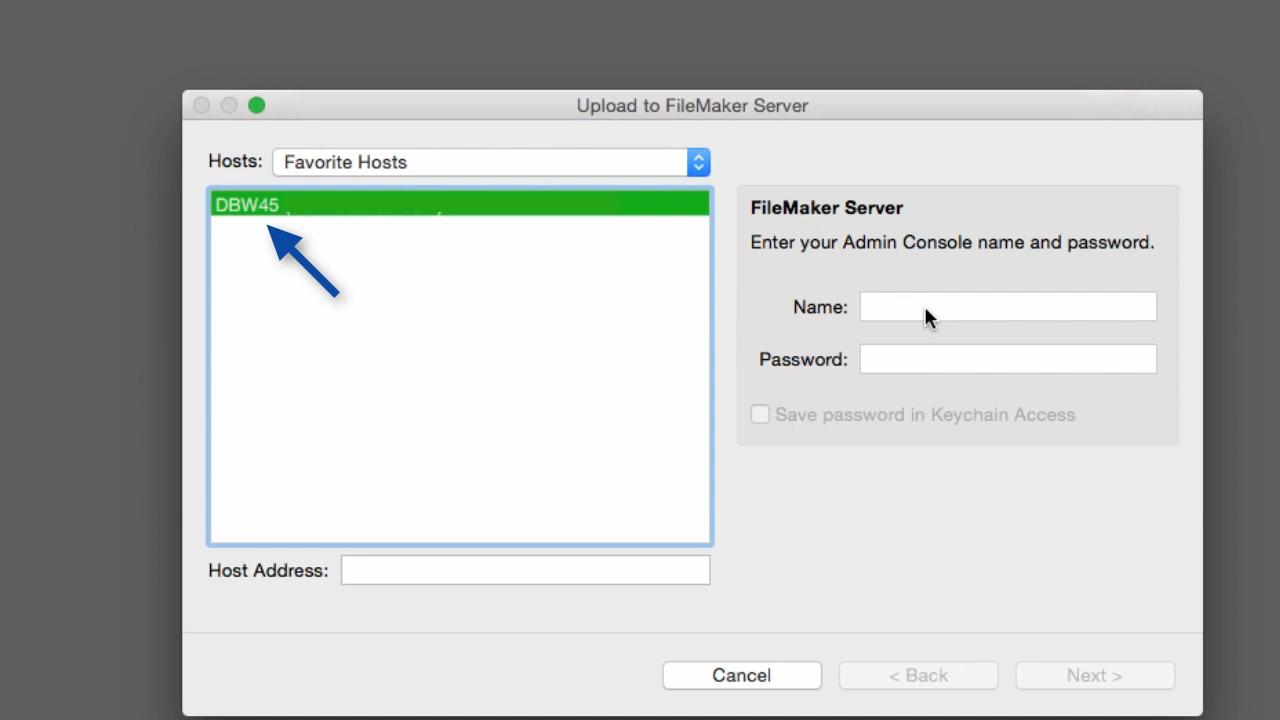 Upload to FileMaker Server
Hosts: Favorite Hosts
DBW45
FileMaker Server
Enter your Admin Console name and password.
Name:
Password:
Save password in Keychain Access
Host Address:
Cancel
< Back
Next >